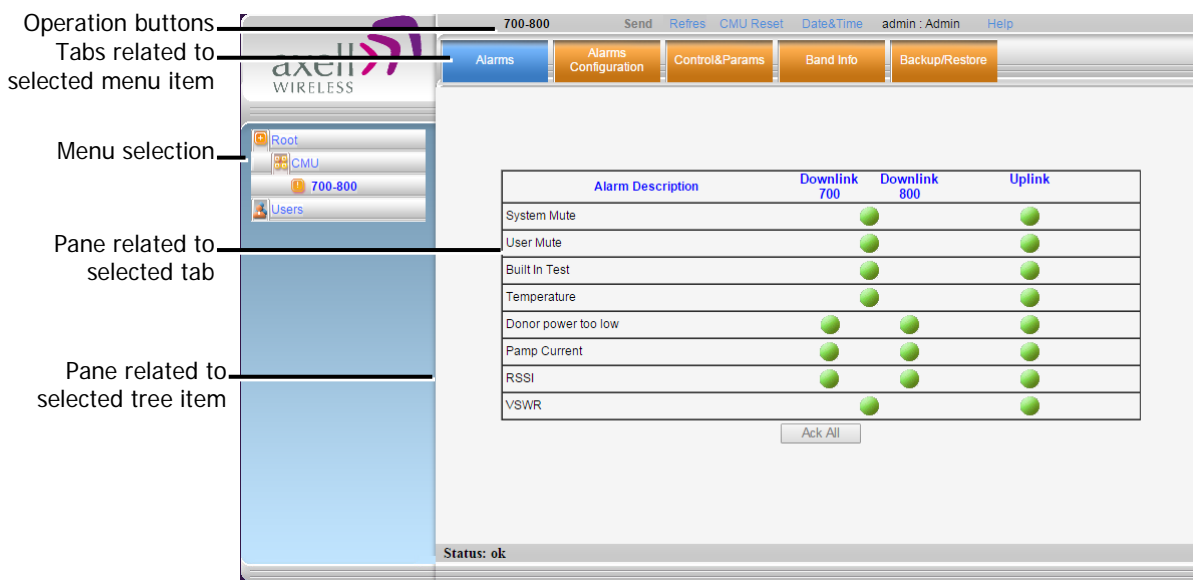 Operation buttons
Tabs related to
selected menu item
Menu selection
Pane related to
selected tab
Pane related to
selected tree item
axell
WIRELESS
700-800 Send Refres CMU Reset Date&Time admin : Admin Help
Alarms
Alarms
Configuration
Control&Params
Band Info
Backup/Restore
Root
CMU
700-800
Users
Alarm Description
Downlink
700
Downlink
800
Uplink
System Mute
User Mute
Built In Test
Temperature
Donor power too low
Pamp Current
RSSI
VSWR
Ack All
Status: ok